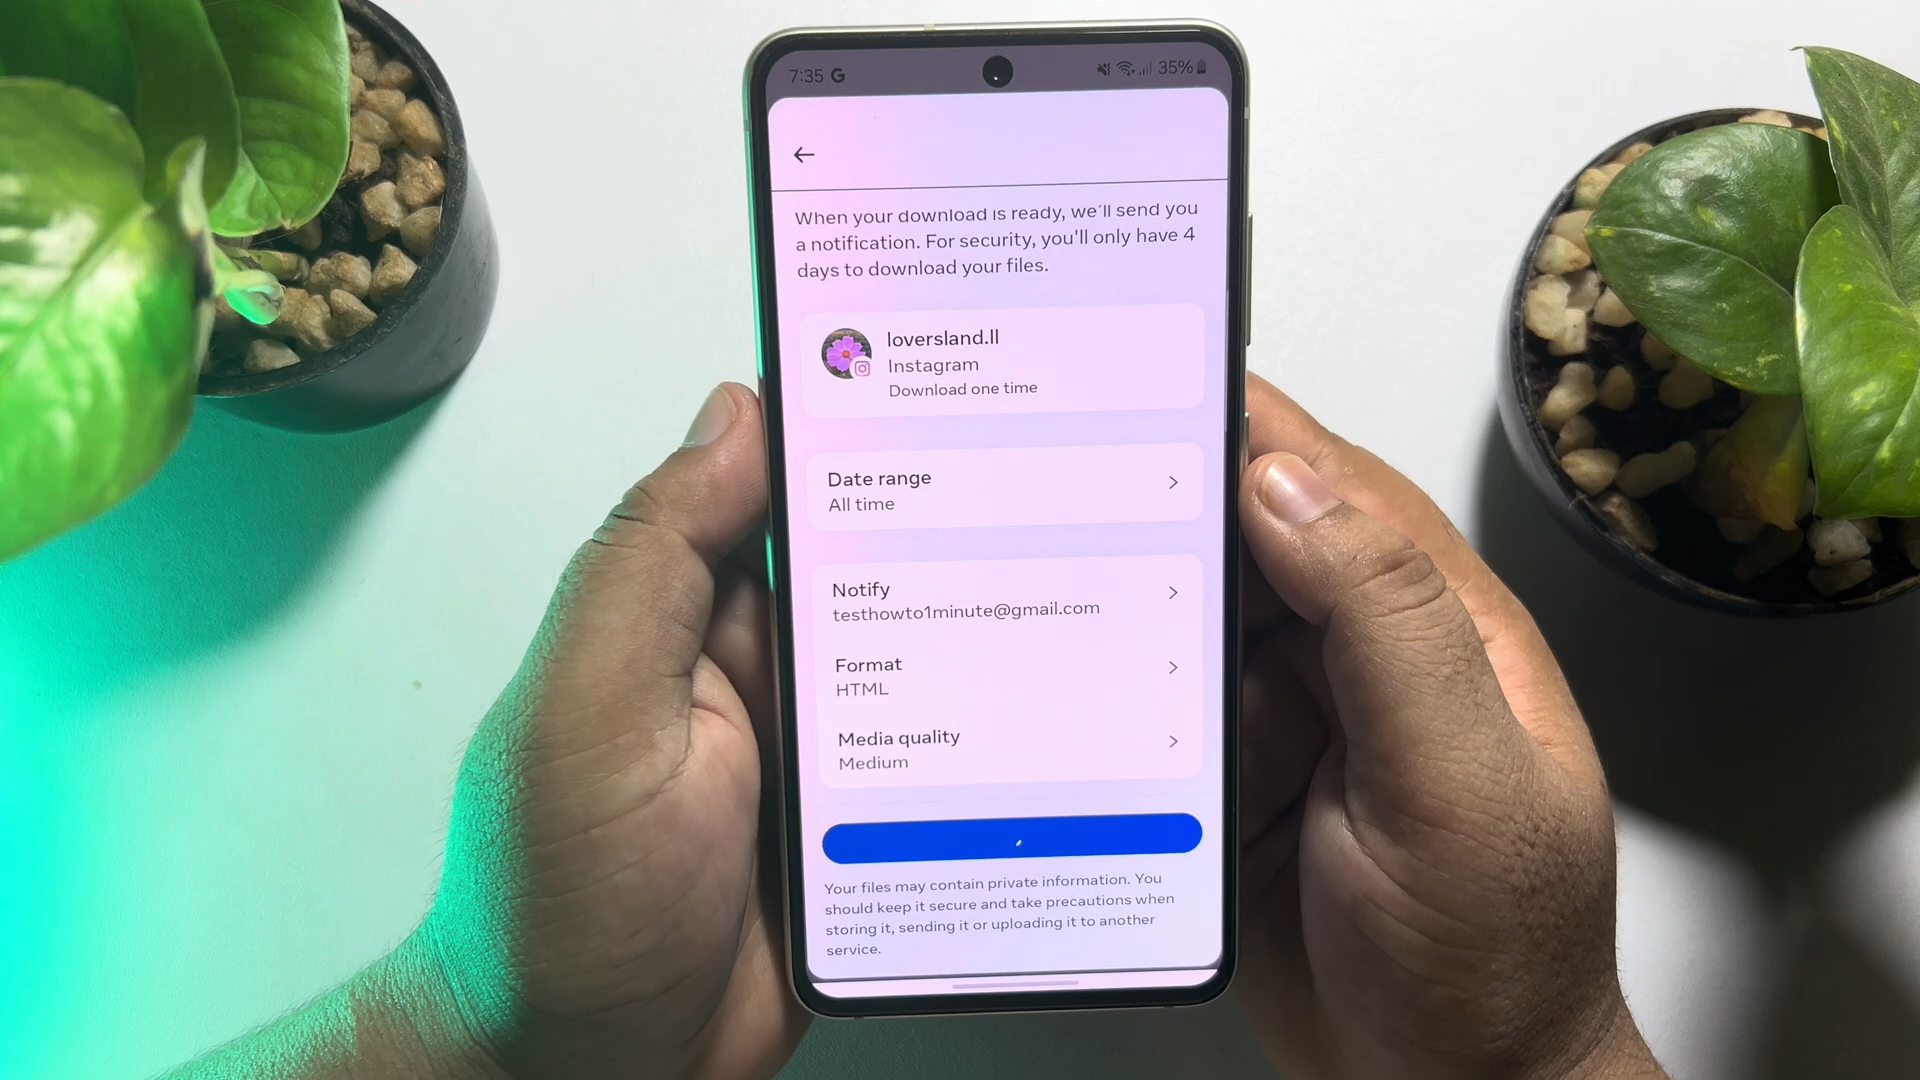 7:35 G 35%
When your download is ready, we'll send you
a notification. For security, you'll only have 4
days to download your files.
loversland.ll
Instagram
Download one time
Date range
All time
Notify
testhowto1minute@gmail.com
Format
HTML
Media quality
Medium
Your files may contain private information. You
should keep it secure and take precautions when
storing it, sending it or uploading it to another
service.